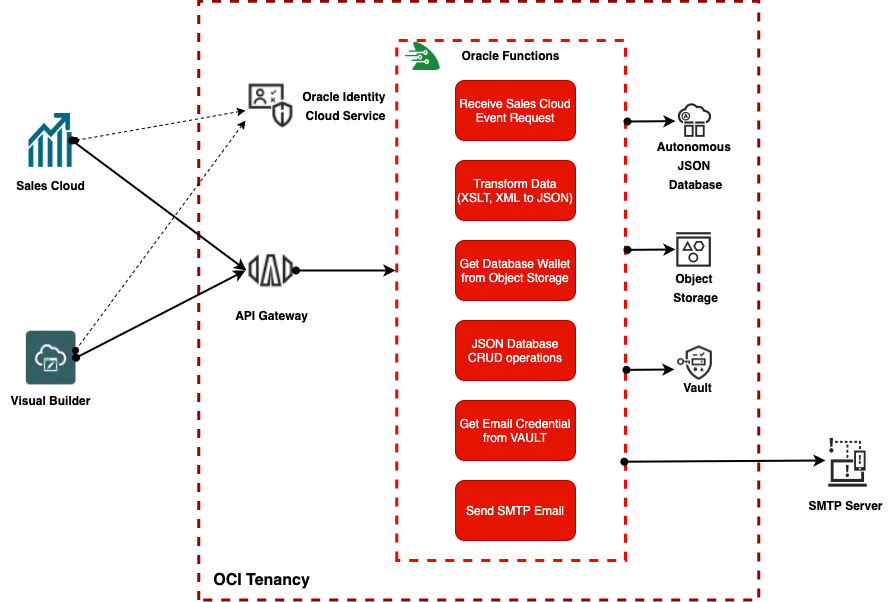 Oracle Functions
Oracle Identity
Cloud Service
Sales Cloud
API Gateway
Visual Builder
Receive Sales Cloud
Event Request
Transform Data
(XSLT, XML to JSON)
Get Database Wallet
from Object Storage
JSON Database
CRUD operations
Get Email Credential
from VAULT
Send SMTP Email
Autonomous
JSON
Database
Object
Storage
Vault
SMTP Server
OCI Tenancy